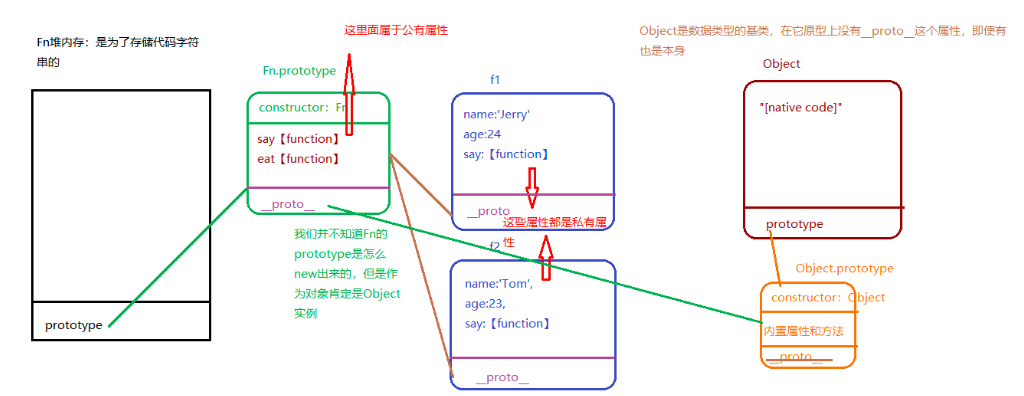 Fn堆内存：是为了存储代码字符
串的
prototype
这里面属于公有属性
Fn.prototype
constructor：Fn
say【function】
eat【function】
__proto__
我们并不知道Fn的
prototype是怎么
new出来的，但是作
为对象肯定是Object
实例
f1
name:'Jerry'
age:24
say:【function】
__proto__
这些属性都是私有属
性
f2
name:'Tom',
age:23,
say:【function】
__proto__
Object是数据类型的基类，在它原型上没有__proto__这个属性，即使有
也是本身
Object
"[native code]"
prototype
Object.prototype
constructor：Object
内置属性和方法
__proto__